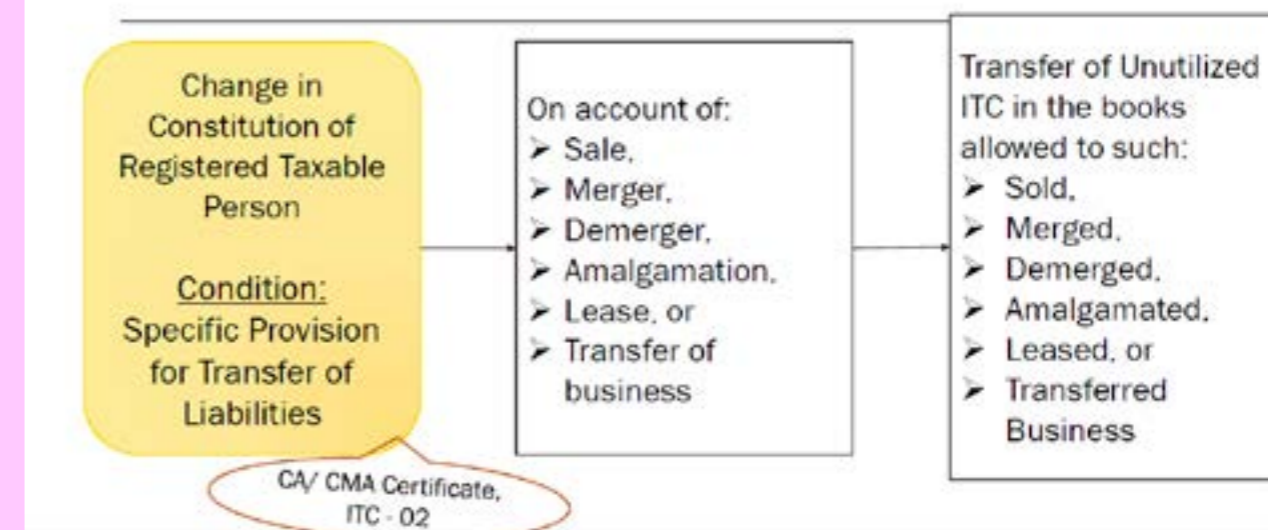 Change in
Constitution of
Registered Taxable
Person
Condition:
Specific Provision
for Transfer of
Liabilities
CA/ CMA Certificate,
ITC - 02
On account of:
➤ Sale,
➤ Merger,
➤ Demerger,
➤ Amalgamation,
➤ Lease, or
➤ Transfer of
business
Transfer of Unutilized
ITC in the books
allowed to such:
➤ Sold,
➤ Merged,
➤ Demerged,
➤ Amalgamated,
➤ Leased, or
➤ Transferred
Business